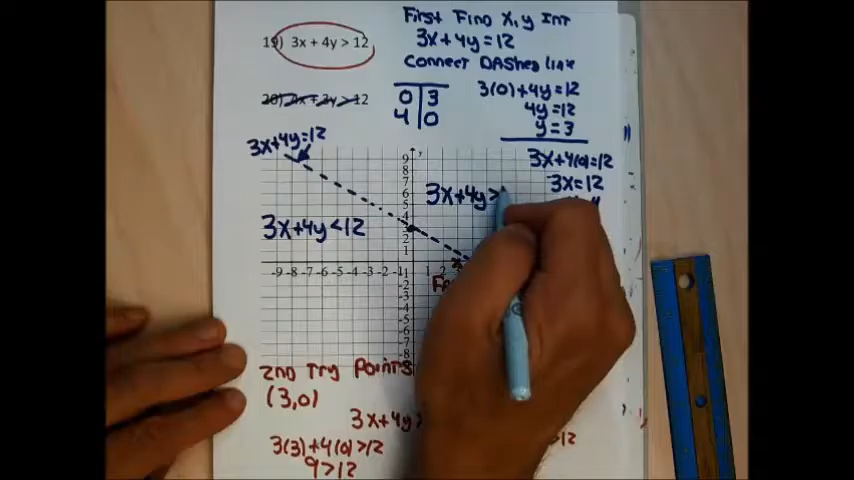 First Find X,y Int
19) 3x + 4y > 12
3x+4y=12
Connect Dashed line
0 3
4 0
3(0)+4y=12
4y=12
y=3
3x+4y=12
3x+4(0)=12
3x=12
3x+4y>
3x+4y<12
y
9
8
7
6
5
4
3
2
1
-9 -8 -7 -6 -5 -4 -3 -2 -1 1 2 3
-1
-2
-3
-4
-5
-6
-7
-8
2nd Try Points
(3,0)
3x+4y>
3(3)+4(0)>12
9>12